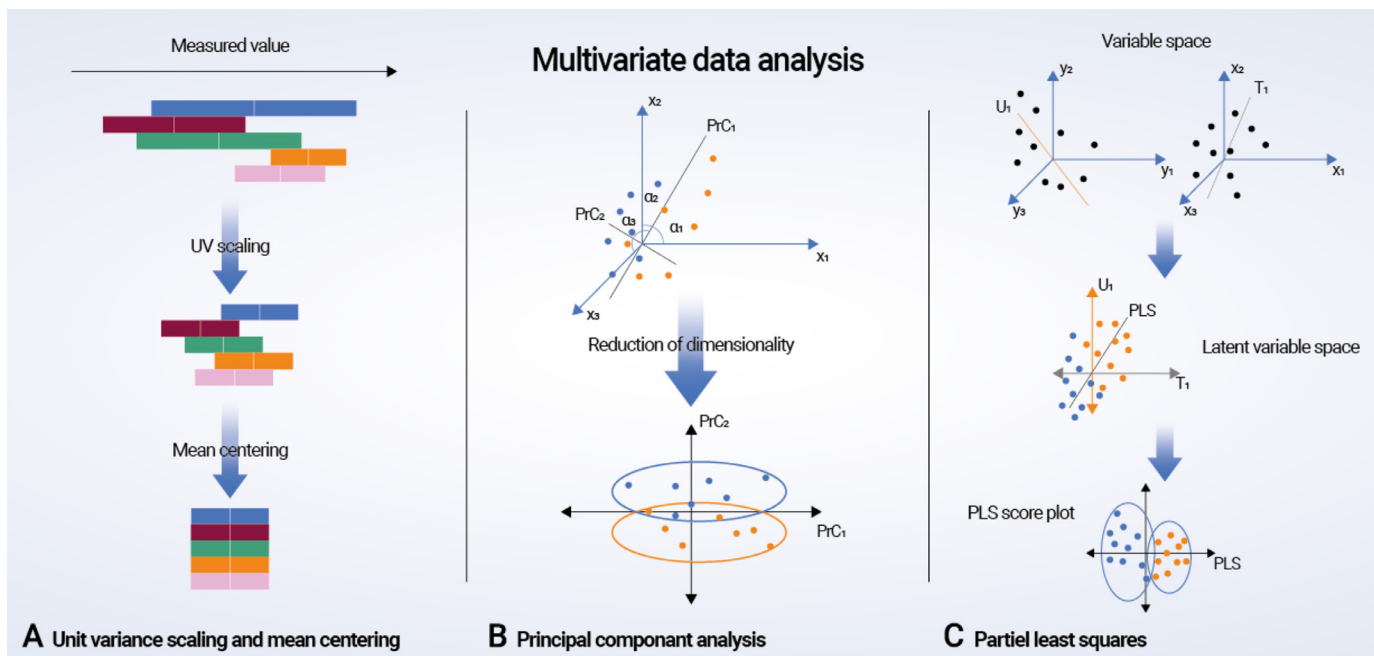 Multivariate data analysis
Measured value
UV scaling
Mean centering
A Unit variance scaling and mean centering
x₂
PrC₁
α₂
PrC₂
α₃
α₁
x₁
x₃
Reduction of dimensionality
PrC₂
PrC₁
B Principal componant analysis
Variable space
y₂
U₁
y₁
y₃
x₂
T₁
x₁
x₃
U₁
PLS
T₁
Latent variable space
PLS score plot
PLS
C Partiel least squares